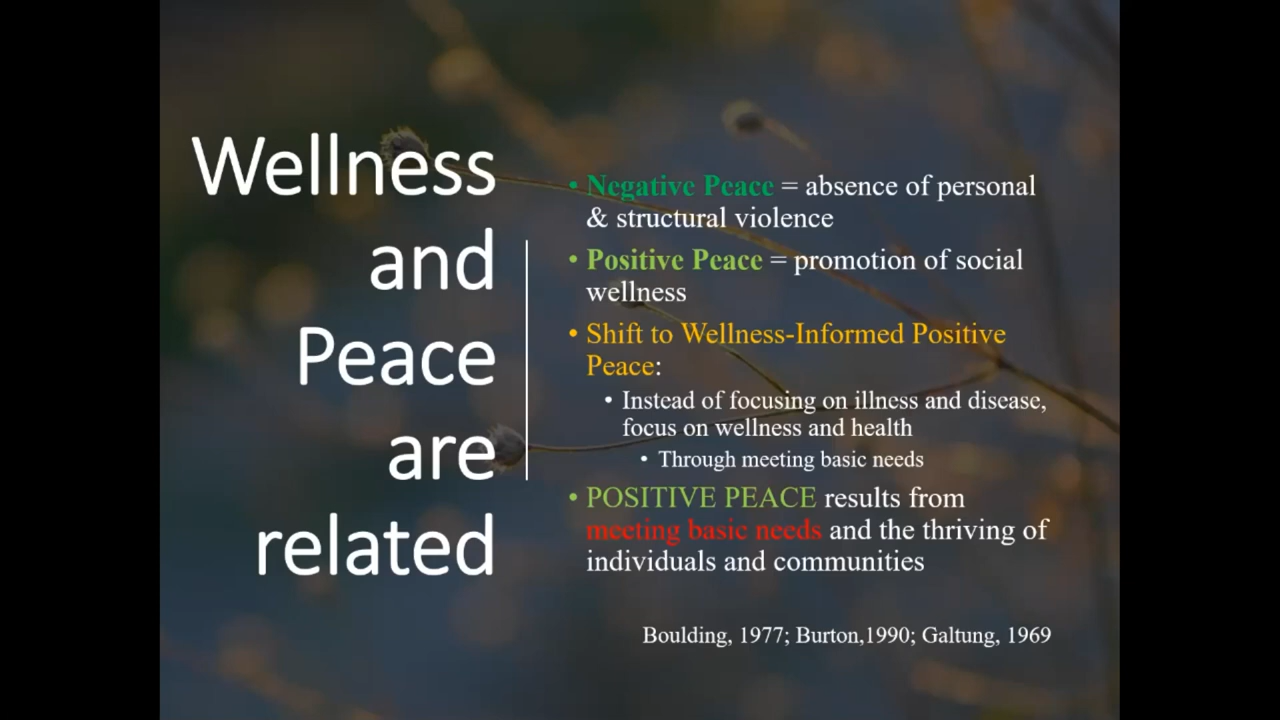 Wellness
and
Peace
are
related
• Negative Peace = absence of personal
& structural violence
• Positive Peace = promotion of social
wellness
• Shift to Wellness-Informed Positive
Peace:
• Instead of focusing on illness and disease,
focus on wellness and health
• Through meeting basic needs
• POSITIVE PEACE results from
meeting basic needs and the thriving of
individuals and communities
Boulding, 1977; Burton,1990; Galtung, 1969